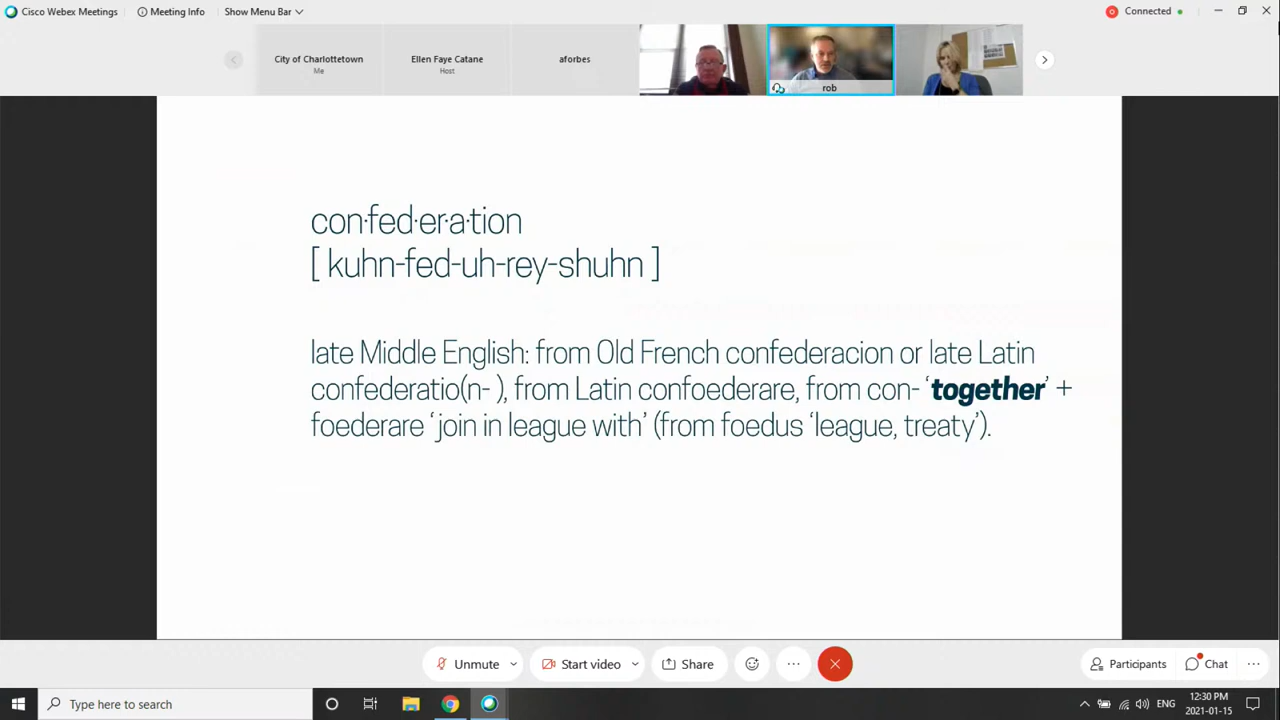 Cisco Webex Meetings
Meeting Info
Show Menu Bar
Connected
City of Charlottetown
Me
Ellen Faye Catane
Host
aforbes
rob
con·fed·er·a·tion
[ kuhn-fed-uh-rey-shuhn ]
late Middle English: from Old French confederacion or late Latin
confederatio(n- ), from Latin confoederare, from con- ‘together’ +
foederare ‘join in league with’ (from foedus ‘league, treaty’).
Unmute
Start video
Share
Participants
Chat
Type here to search
ENG
12:30 PM
2021-01-15